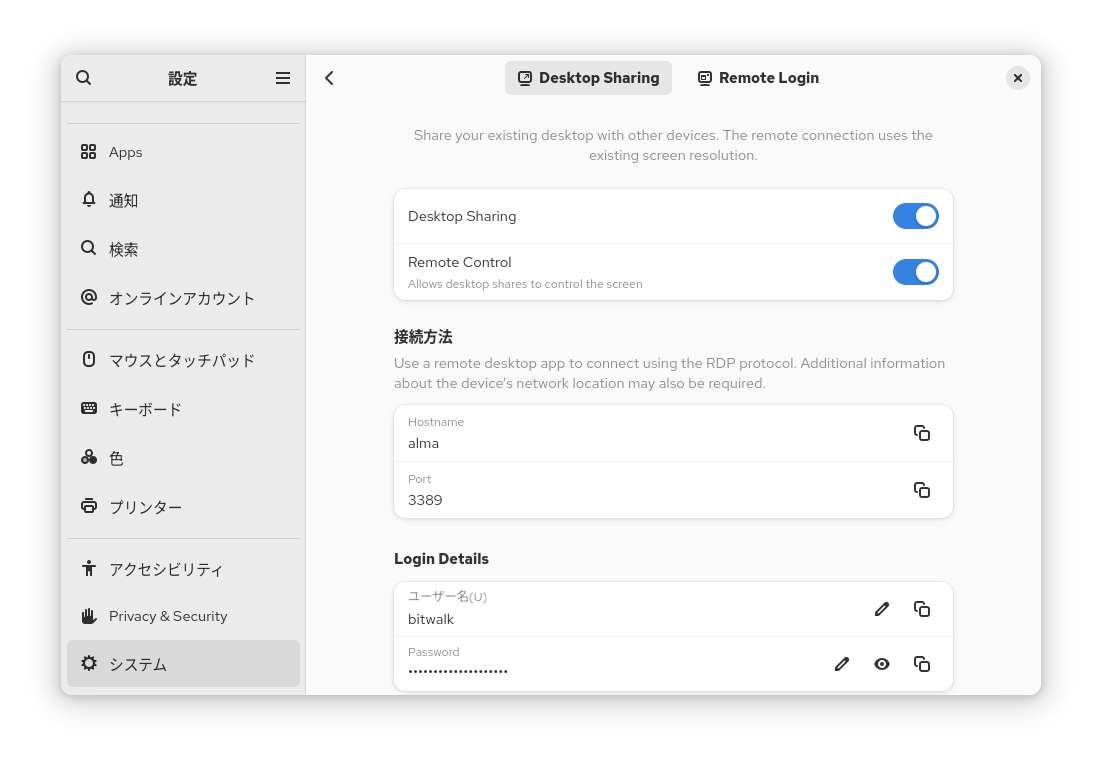 設定
Apps
通知
検索
オンラインアカウント
マウスとタッチパッド
キーボード
色
プリンター
アクセシビリティ
Privacy & Security
システム
Desktop Sharing
Remote Login
Share your existing desktop with other devices. The remote connection uses the
existing screen resolution.
Desktop Sharing
Remote Control
Allows desktop shares to control the screen
接続方法
Use a remote desktop app to connect using the RDP protocol. Additional information
about the device’s network location may also be required.
Hostname
alma
Port
3389
Login Details
ユーザー名(U)
bitwalk
Password
••••••••••••••••••••